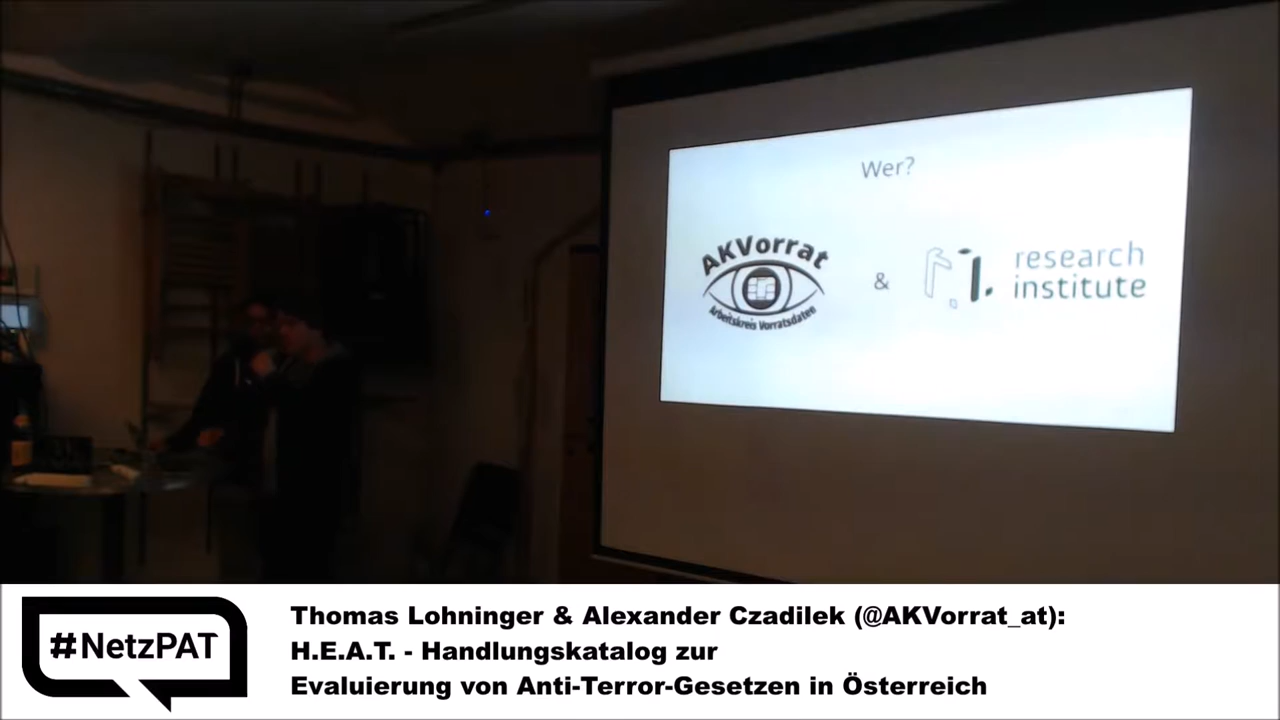 Wer?
AKVorrat
Arbeitskreis Vorratsdaten
&
r.i.
research
institute
#NetzPAT
Thomas Lohninger & Alexander Czadilek (@AKVorrat_at):
H.E.A.T. - Handlungskatalog zur
Evaluierung von Anti-Terror-Gesetzen in Österreich